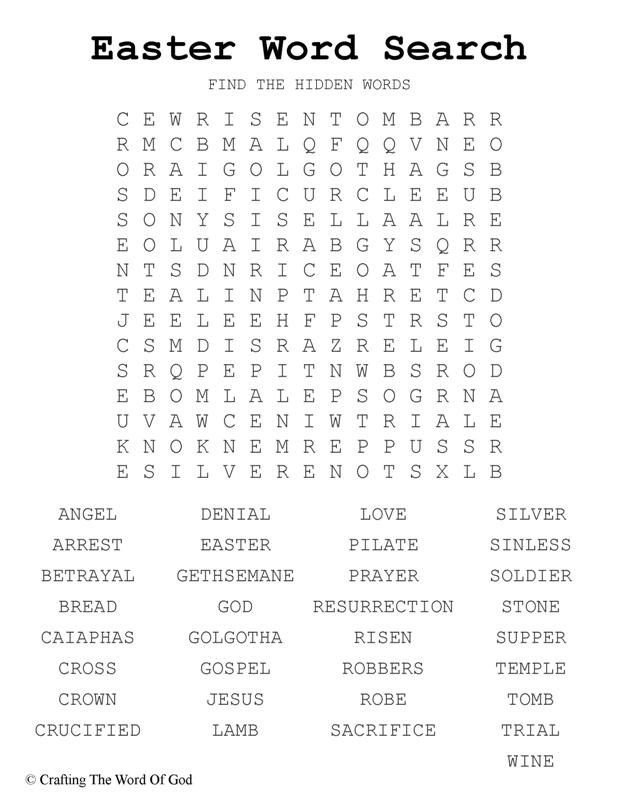 Easter Word Search
FIND THE HIDDEN WORDS
C E W R I S E N T O M B A R R
R M C B M A L Q F Q Q V N E O
O R A I G O L G O T H A G S B
S D E I F I C U R C L E E U B
S O N Y S I S E L L A A L R E
E O L U A I R A B G Y S Q R R
N T S D N R I C E O A T F E S
T E A L I N P T A H R E T C D
J E E L E E H F P S T R S T O
C S M D I S R A Z R E L E I G
S R Q P E P I T N W B S R O D
E B O M L A L E P S O G R N A
U V A W C E N I W T R I A L E
K N O K N E M R E P P U S S R
E S I L V E R E N O T S X L B
ANGEL DENIAL LOVE SILVER
ARREST EASTER PILATE SINLESS
BETRAYAL GETHSEMANE PRAYER SOLDIER
BREAD GOD RESURRECTION STONE
CAIAPHAS GOLGOTHA RISEN SUPPER
CROSS GOSPEL ROBBERS TEMPLE
CROWN JESUS ROBE TOMB
CRUCIFIED LAMB SACRIFICE TRIAL
WINE
© Crafting The Word Of God